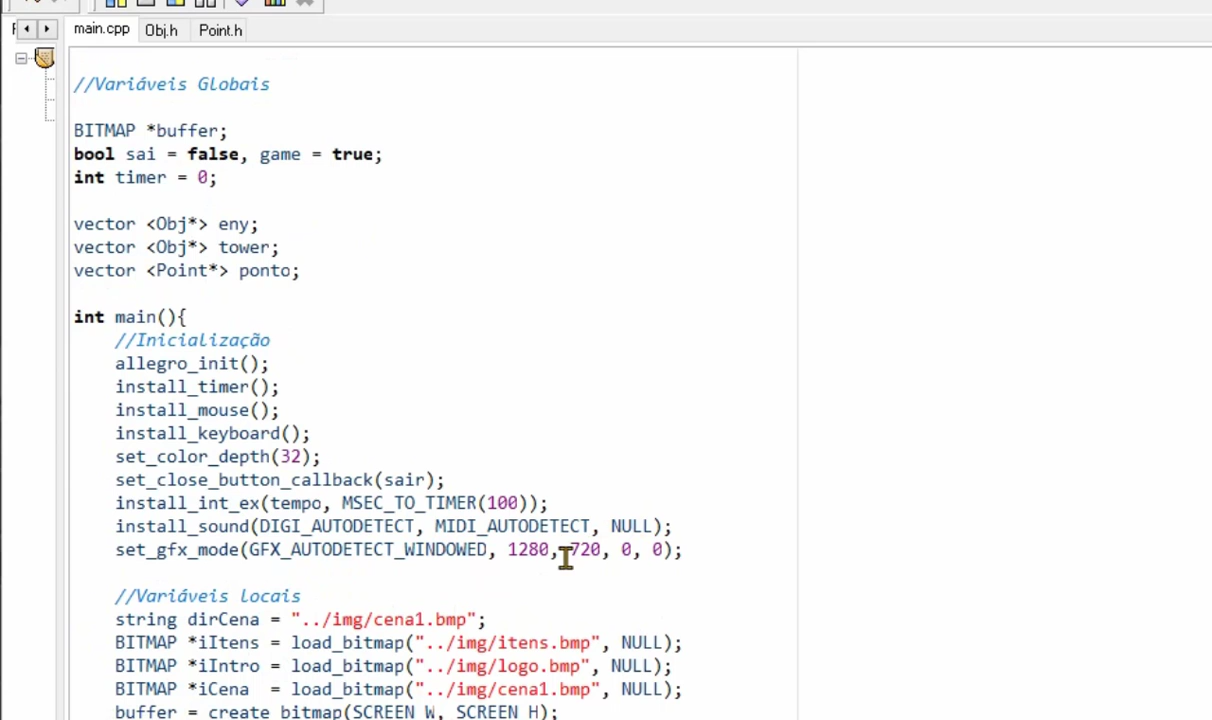 main.cpp Obj.h Point.h
//Variáveis Globais
BITMAP *buffer;
bool sai = false, game = true;
int timer = 0;
vector <Obj*> eny;
vector <Obj*> tower;
vector <Point*> ponto;
int main(){
//Inicialização
allegro_init();
install_timer();
install_mouse();
install_keyboard();
set_color_depth(32);
set_close_button_callback(sair);
install_int_ex(tempo, MSEC_TO_TIMER(100));
install_sound(DIGI_AUTODETECT, MIDI_AUTODETECT, NULL);
set_gfx_mode(GFX_AUTODETECT_WINDOWED, 1280, 720, 0, 0);
//Variáveis locais
string dirCena = "../img/cena1.bmp";
BITMAP *iItens = load_bitmap("../img/itens.bmp", NULL);
BITMAP *iIntro = load_bitmap("../img/logo.bmp", NULL);
BITMAP *iCena  = load_bitmap("../img/cena1.bmp", NULL);
buffer = create_bitmap(SCREEN_W, SCREEN_H);